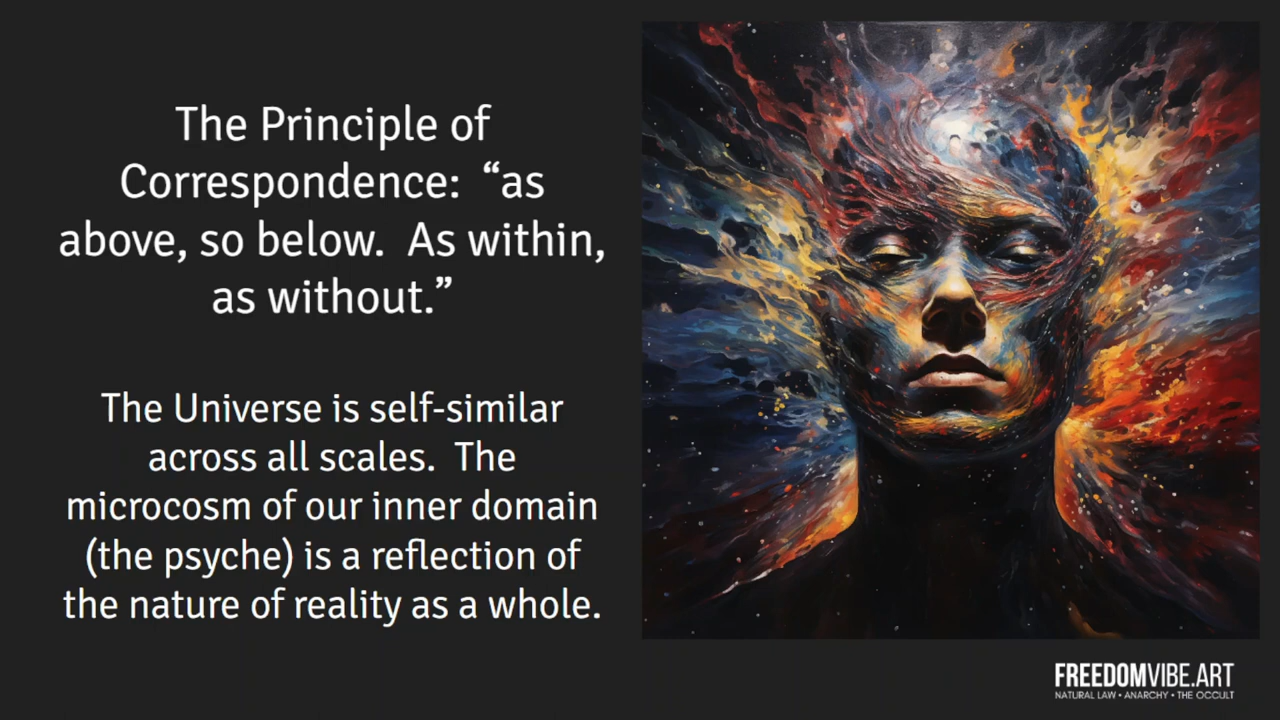 The Principle of
Correspondence:  “as
above, so below.  As within,
as without.”
The Universe is self-similar
across all scales.  The
microcosm of our inner domain
(the psyche) is a reflection of
the nature of reality as a whole.
FREEDOMVIBE.ART
NATURAL LAW • ANARCHY • THE OCCULT